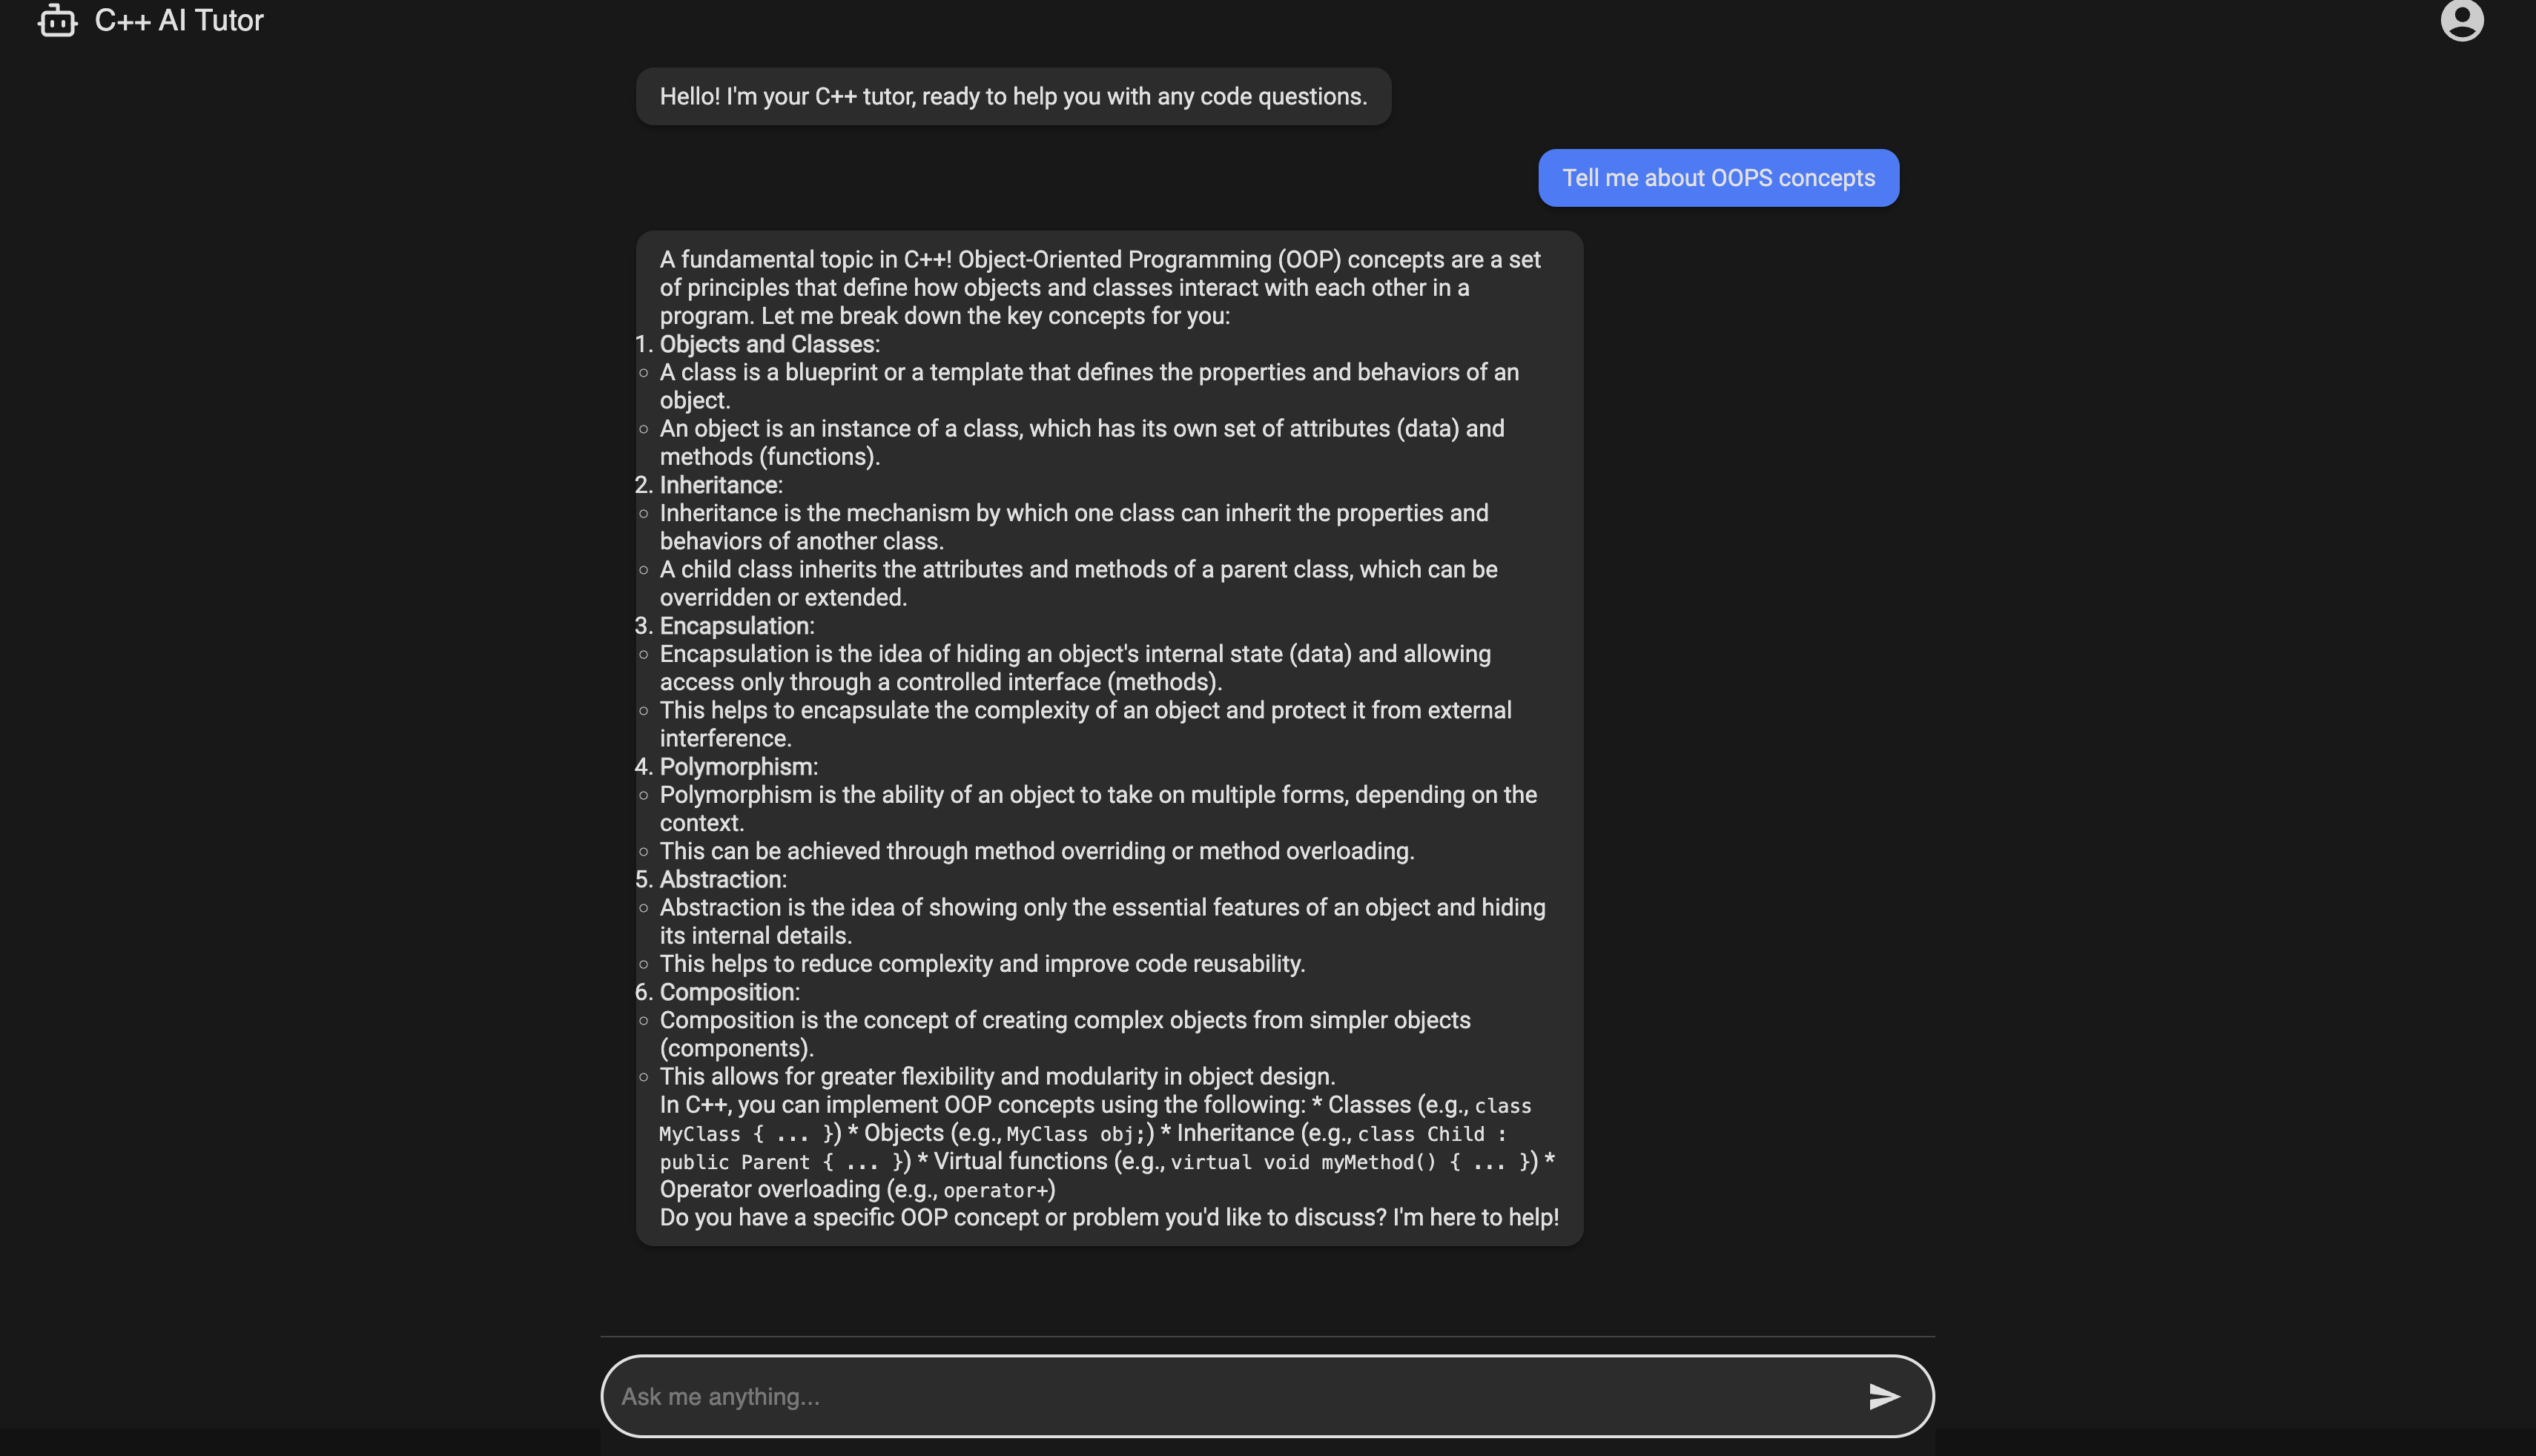 C++ AI Tutor
Hello! I'm your C++ tutor, ready to help you with any code questions.
Tell me about OOPS concepts
A fundamental topic in C++! Object-Oriented Programming (OOP) concepts are a set
of principles that define how objects and classes interact with each other in a
program. Let me break down the key concepts for you:
1. Objects and Classes:
◦ A class is a blueprint or a template that defines the properties and behaviors of an
object.
◦ An object is an instance of a class, which has its own set of attributes (data) and
methods (functions).
2. Inheritance:
◦ Inheritance is the mechanism by which one class can inherit the properties and
behaviors of another class.
◦ A child class inherits the attributes and methods of a parent class, which can be
overridden or extended.
3. Encapsulation:
◦ Encapsulation is the idea of hiding an object's internal state (data) and allowing
access only through a controlled interface (methods).
◦ This helps to encapsulate the complexity of an object and protect it from external
interference.
4. Polymorphism:
◦ Polymorphism is the ability of an object to take on multiple forms, depending on the
context.
◦ This can be achieved through method overriding or method overloading.
5. Abstraction:
◦ Abstraction is the idea of showing only the essential features of an object and hiding
its internal details.
◦ This helps to reduce complexity and improve code reusability.
6. Composition:
◦ Composition is the concept of creating complex objects from simpler objects
(components).
◦ This allows for greater flexibility and modularity in object design.
In C++, you can implement OOP concepts using the following: * Classes (e.g., class
MyClass { ... }) * Objects (e.g., MyClass obj;) * Inheritance (e.g., class Child :
public Parent { ... }) * Virtual functions (e.g., virtual void myMethod() { ... }) *
Operator overloading (e.g., operator+)
Do you have a specific OOP concept or problem you'd like to discuss? I'm here to help!
Ask me anything...